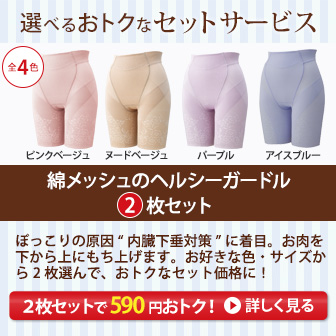 選べるおトクなセットサービス
全4色
ピンクベージュ ヌードベージュ パープル アイスブルー
綿メッシュのヘルシーガードル
2枚セット
ぽっこりの原因“内臓下垂対策”に着目。お肉を
下から上にもち上げます。お好きな色・サイズから
2枚選んで、おトクなセット価格に！
2枚セットで590円おトク！ 詳しく見る